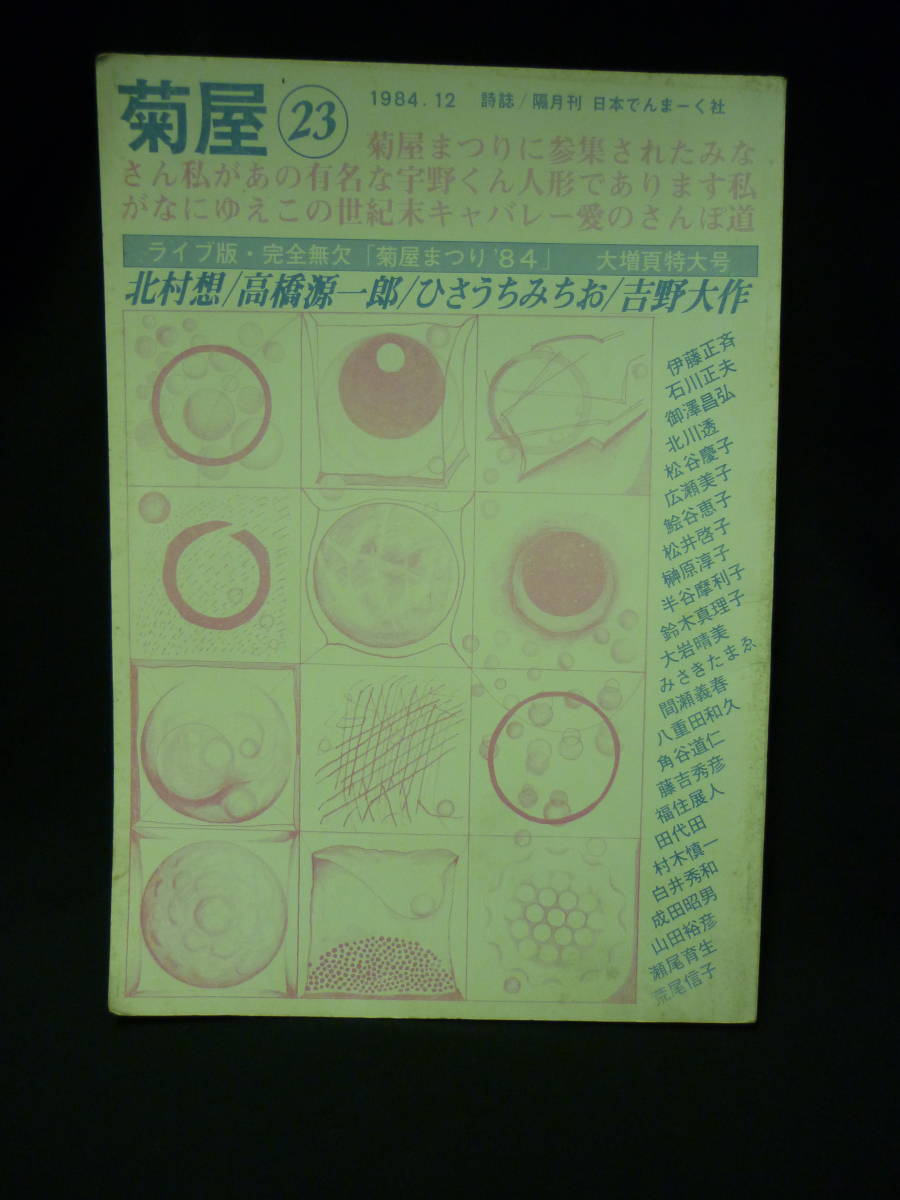 菊屋 23 1984.12 詩誌/隔月刊 日本でんまーく社
菊屋まつりに参集されたみな
さん私があの有名な宇野くん人形であります私
がなにゆえこの世紀末キャバレー愛のさんぽ道
ライブ版・完全無欠「菊屋まつり'84」 大増頁特大号
北村想/高橋源一郎/ひさうちみちお/吉野大作
伊藤正斉
石川正夫
御澤昌弘
北川透
松谷慶子
広瀬美子
鮫谷恵子
松井啓子
榊原淳子
半谷摩利子
鈴木真理子
大岩晴美
みさきたまゑ
間瀬義春
八重田和久
角谷道仁
藤吉秀彦
福住展人
田代田
村木慎一
白井秀和
成田昭男
山田裕彦
瀬尾育生
荒尾信子